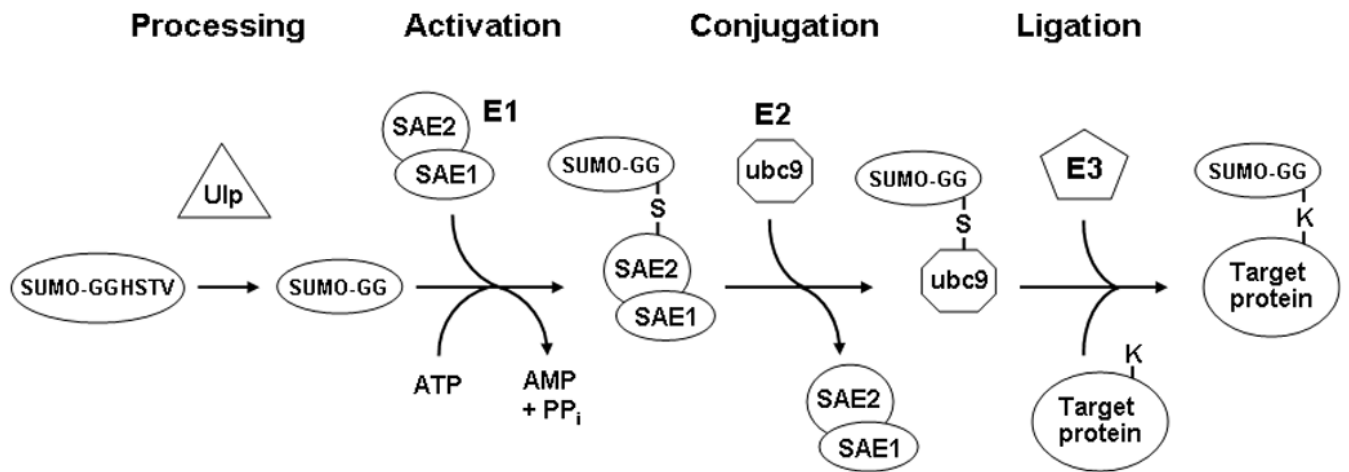 Processing Activation Conjugation Ligation
E1
SAE2
SAE1
Ulp
SUMO-GGHSTV
SUMO-GG
ATP
AMP
+ PPi
SUMO-GG
S
SAE2
SAE1
E2
ubc9
SAE2
SAE1
SUMO-GG
S
ubc9
E3
K
Target
protein
SUMO-GG
K
Target
protein